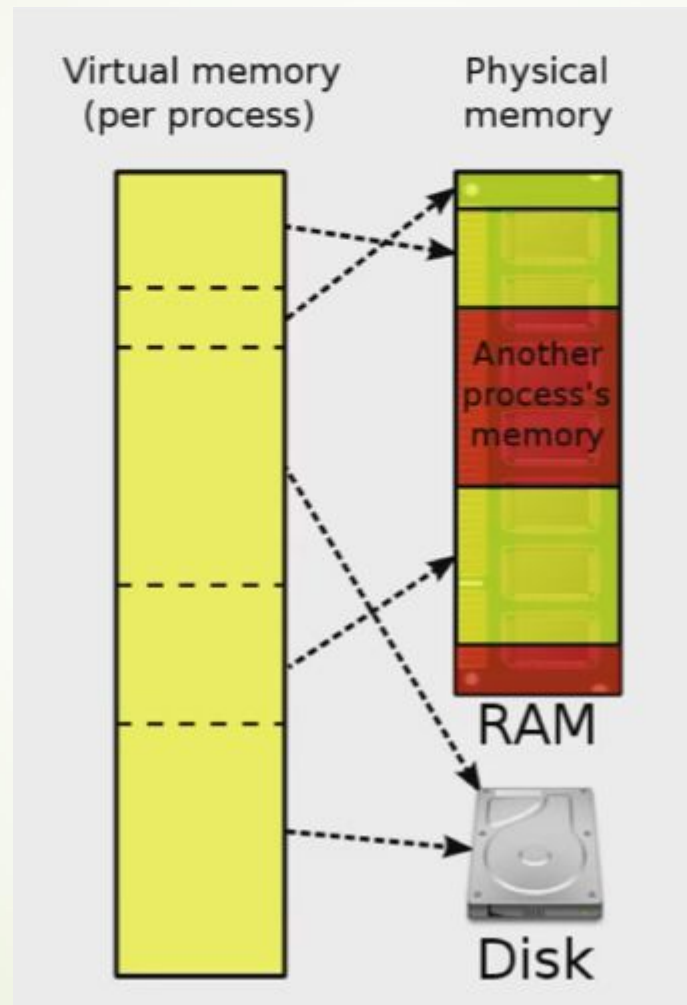 Virtual memory
(per process)
Physical
memory
Another
process's
memory
RAM
Disk